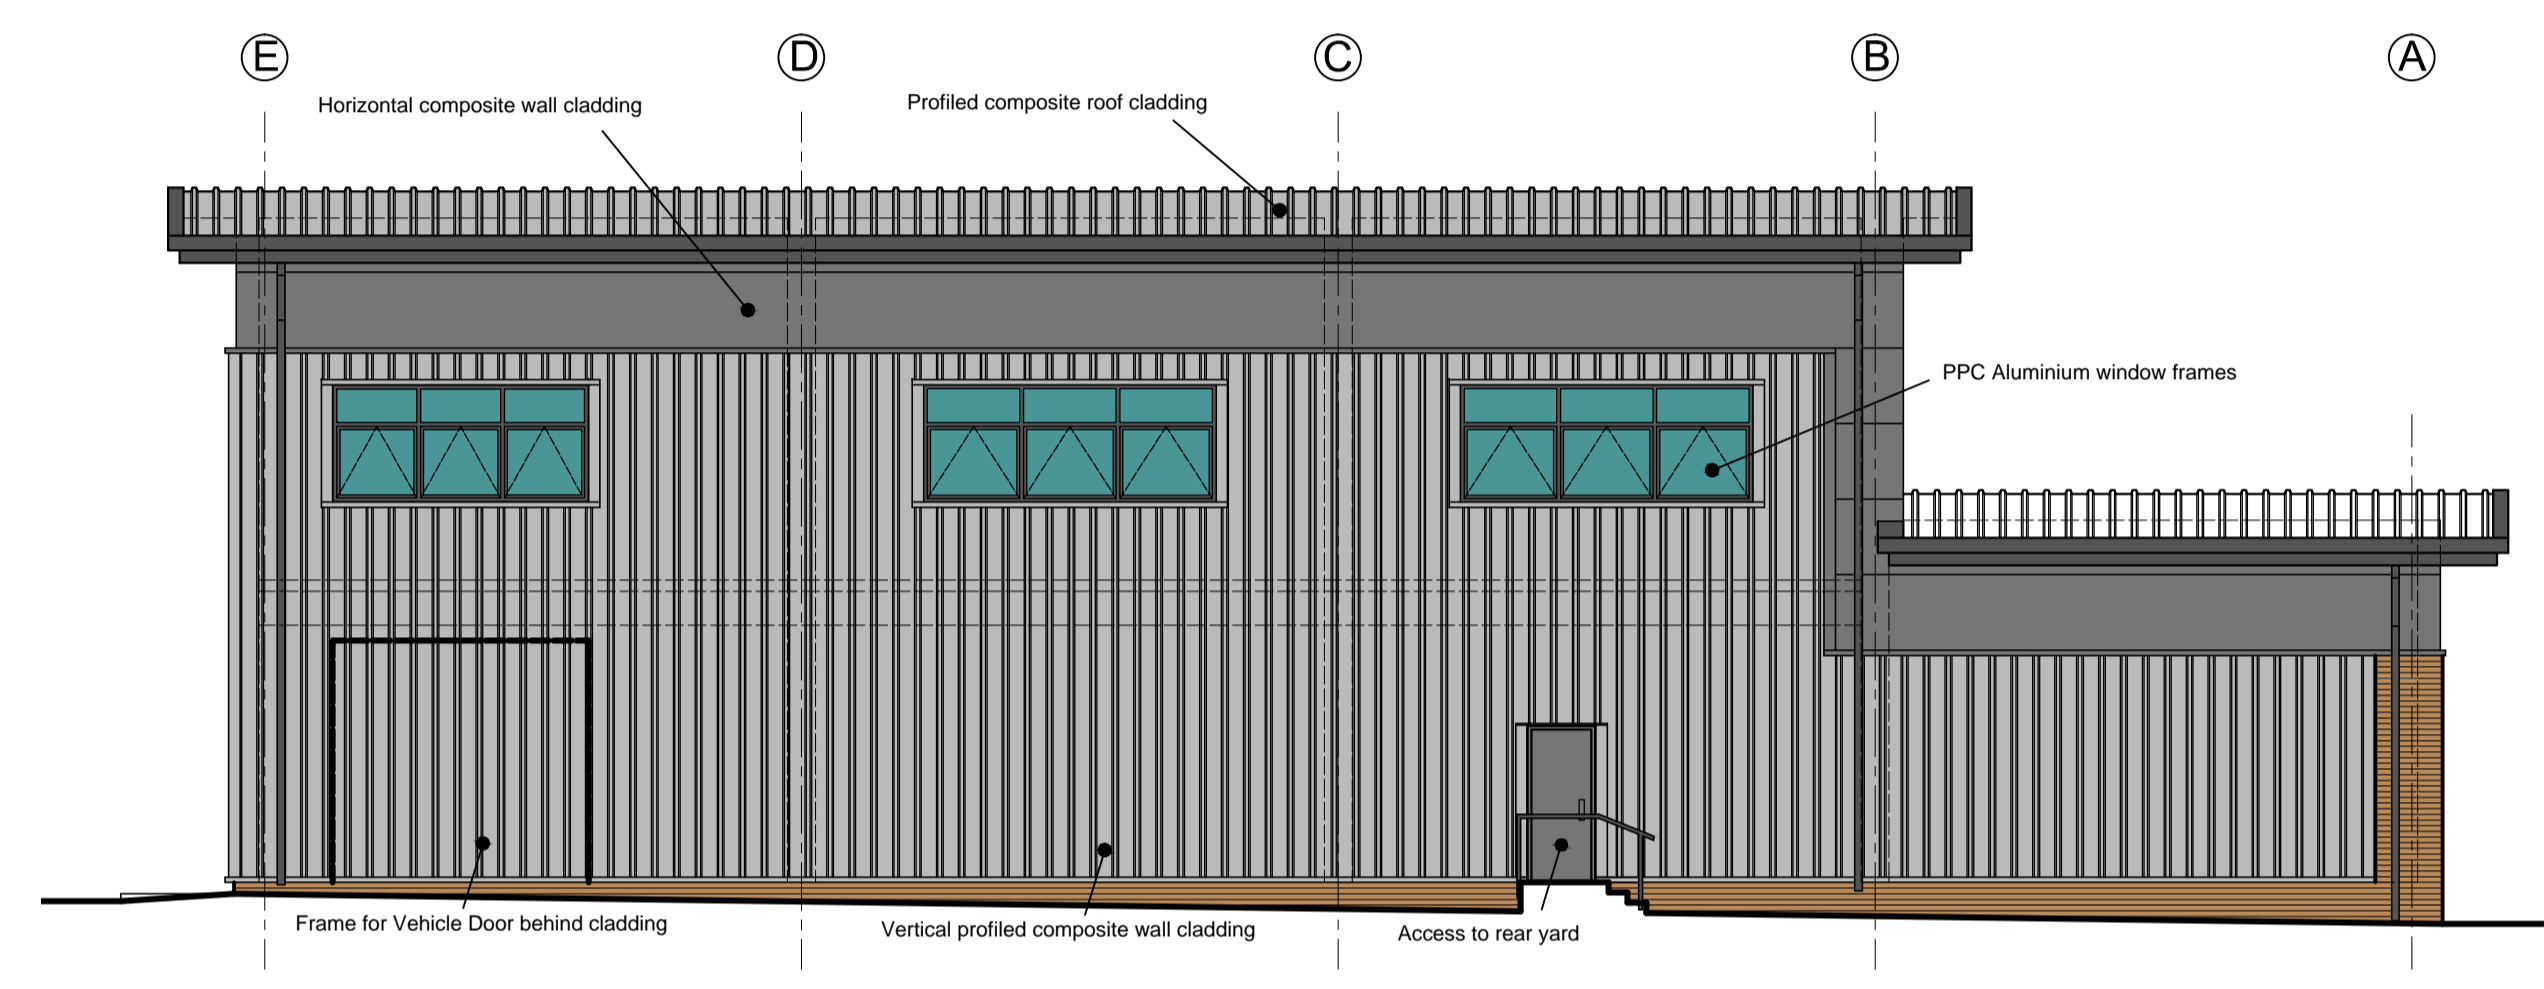 E D C B A
Horizontal composite wall cladding
Profiled composite roof cladding
PPC Aluminium window frames
Frame for Vehicle Door behind cladding
Vertical profiled composite wall cladding
Access to rear yard